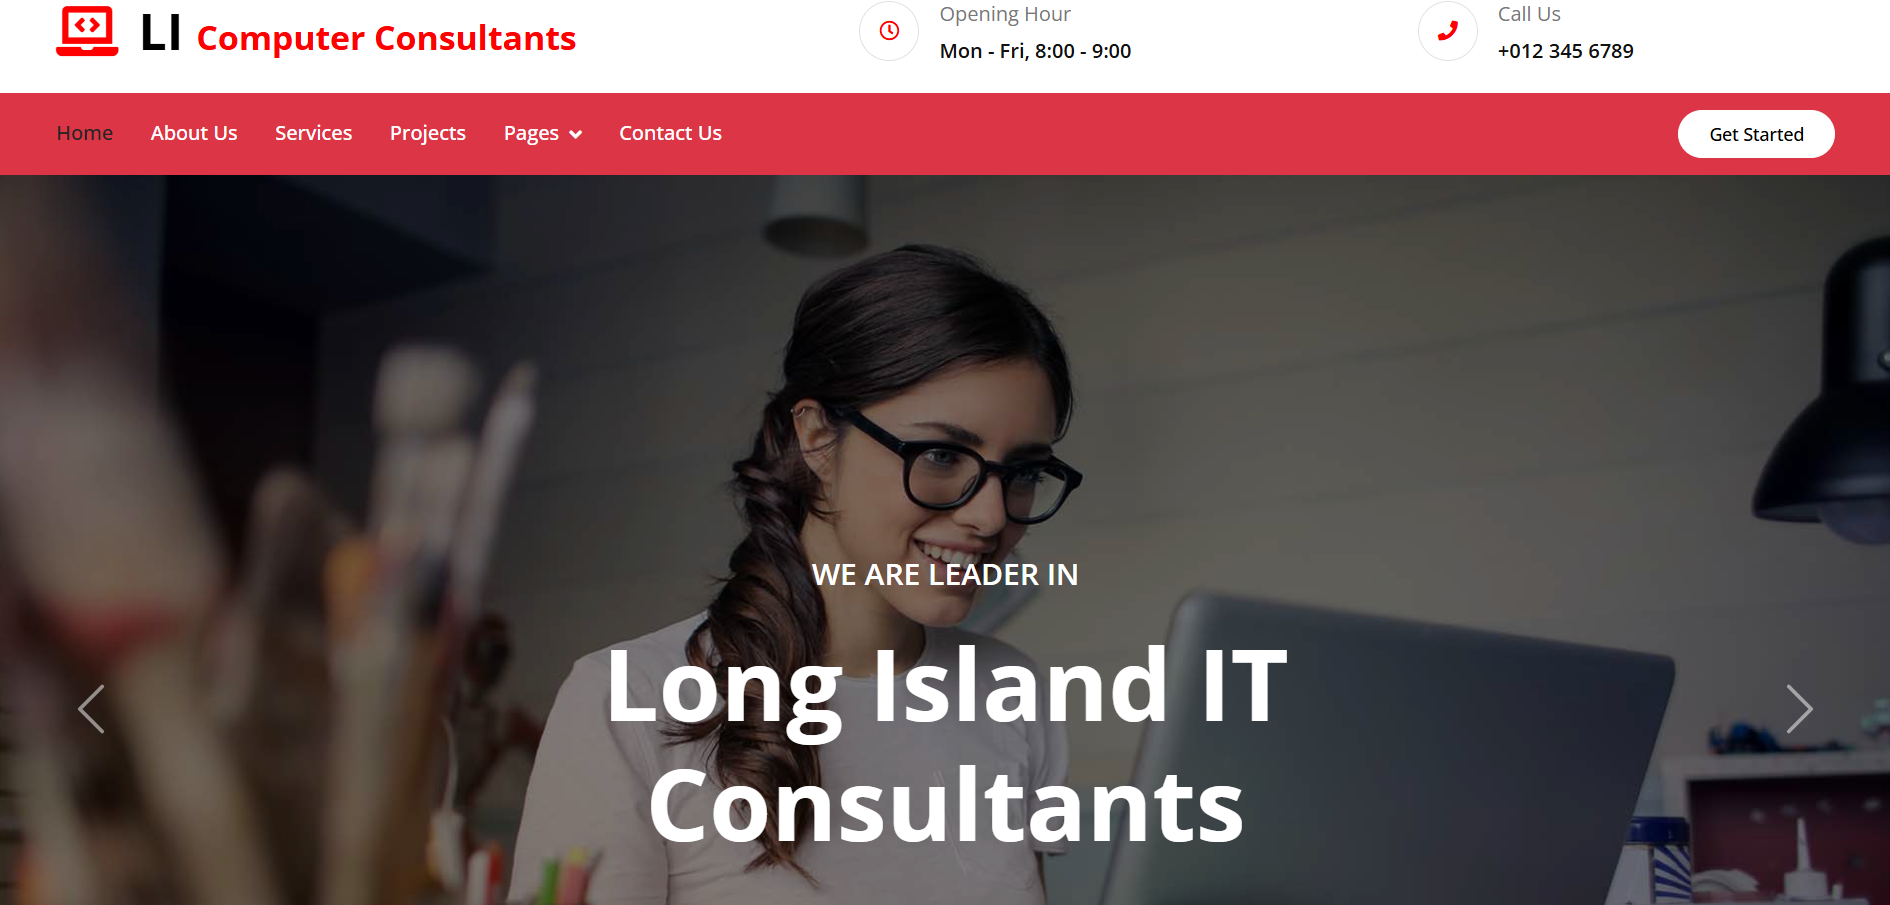 LI Computer Consultants
Opening Hour
Mon - Fri, 8:00 - 9:00
Call Us
+012 345 6789
Home About Us Services Projects Pages Contact Us
Get Started
WE ARE LEADER IN
Long Island IT
Consultants